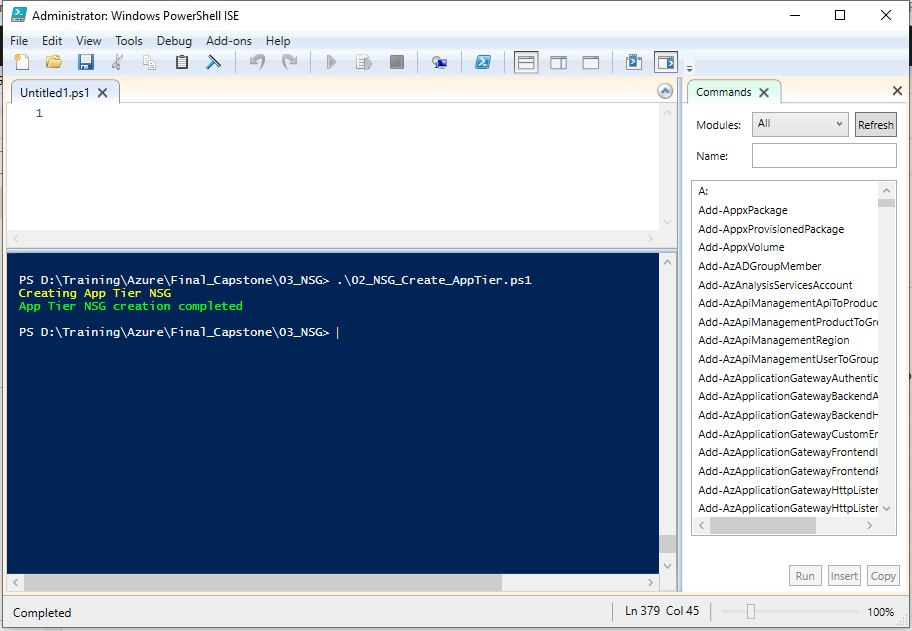 Administrator: Windows PowerShell ISE
File Edit View Tools Debug Add-ons Help
Untitled1.ps1
1
PS D:\Training\Azure\Final_Capstone\03_NSG> .\02_NSG_Create_AppTier.ps1
Creating App Tier NSG
App Tier NSG creation completed
PS D:\Training\Azure\Final_Capstone\03_NSG>
Commands
Modules: All Refresh
Name:
A:
Add-AppxPackage
Add-AppxProvisionedPackage
Add-AppxVolume
Add-AzADGroupMember
Add-AzAnalysisServicesAccount
Add-AzApiManagementApiToProduc
Add-AzApiManagementProductToGr
Add-AzApiManagementRegion
Add-AzApiManagementUserToGroup
Add-AzApplicationGatewayAuthentic
Add-AzApplicationGatewayBackendA
Add-AzApplicationGatewayBackendH
Add-AzApplicationGatewayCustomEr
Add-AzApplicationGatewayFrontendI
Add-AzApplicationGatewayFrontendP
Add-AzApplicationGatewayHttpListen
Add-AzApplicationGatewayHttpListen
Run Insert Copy
Completed
Ln 379 Col 45
100%